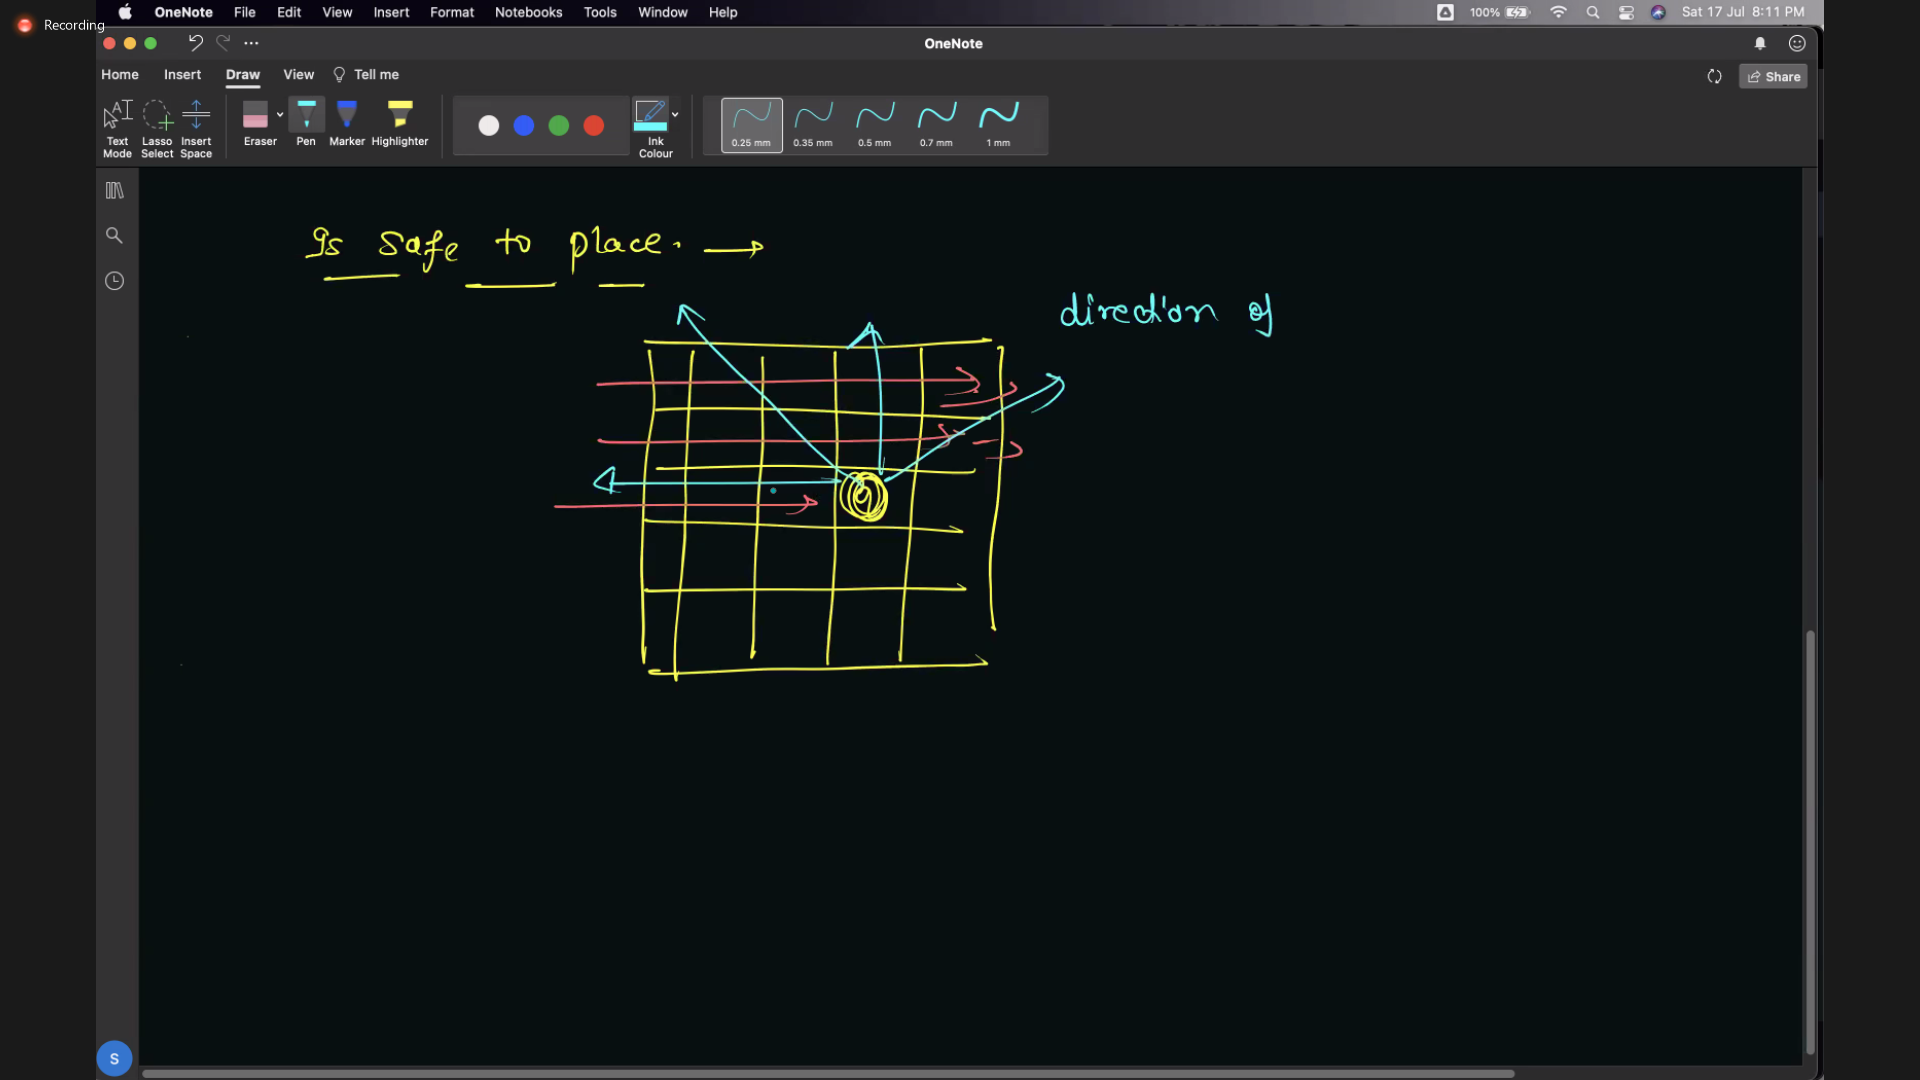 Recording
OneNote File Edit View Insert Format Notebooks Tools Window Help 100% Sat 17 Jul 8:11 PM
OneNote
Home Insert Draw View Tell me Share
Text Mode
Lasso Select
Insert Space
Eraser
Pen
Marker
Highlighter
Ink Colour
0.25 mm 0.35 mm 0.5 mm 0.7 mm 1 mm
Is safe to place. →
direction of
S